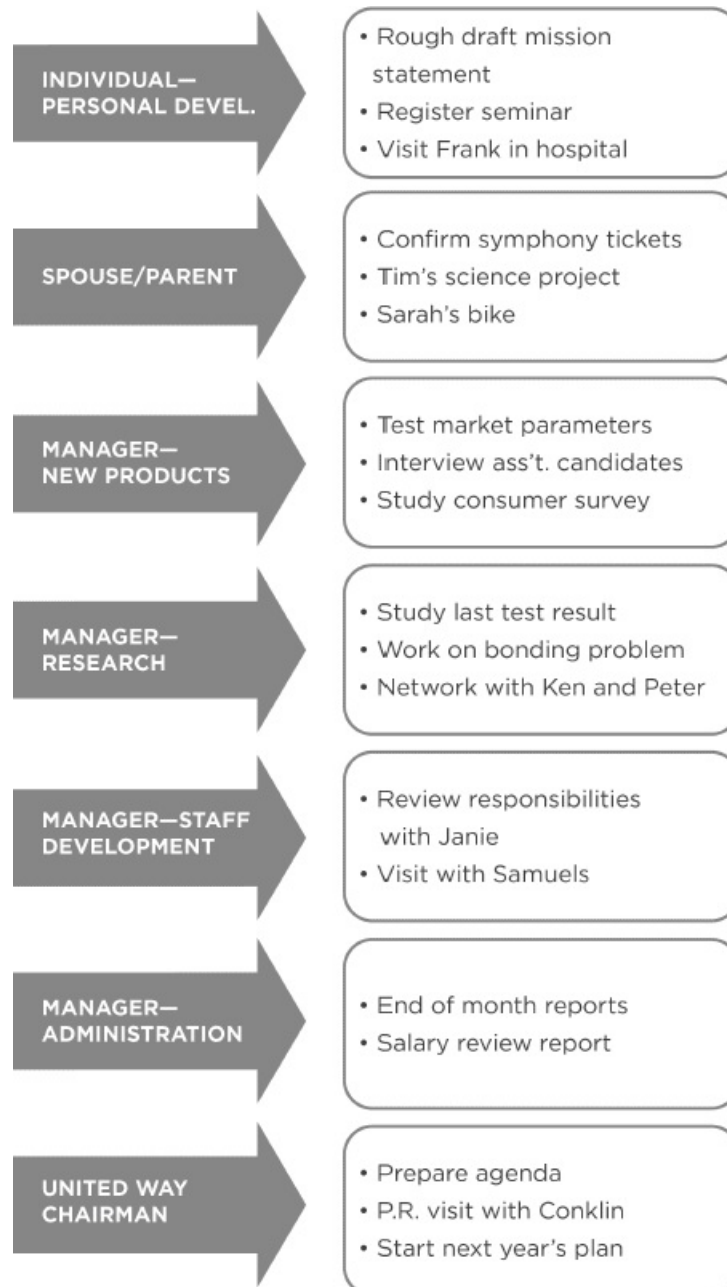 INDIVIDUAL—
PERSONAL DEVEL.
• Rough draft mission
statement
• Register seminar
• Visit Frank in hospital
SPOUSE/PARENT
• Confirm symphony tickets
• Tim’s science project
• Sarah’s bike
MANAGER—
NEW PRODUCTS
• Test market parameters
• Interview ass’t. candidates
• Study consumer survey
MANAGER—
RESEARCH
• Study last test result
• Work on bonding problem
• Network with Ken and Peter
MANAGER—STAFF
DEVELOPMENT
• Review responsibilities
with Janie
• Visit with Samuels
MANAGER—
ADMINISTRATION
• End of month reports
• Salary review report
UNITED WAY
CHAIRMAN
• Prepare agenda
• P.R. visit with Conklin
• Start next year’s plan